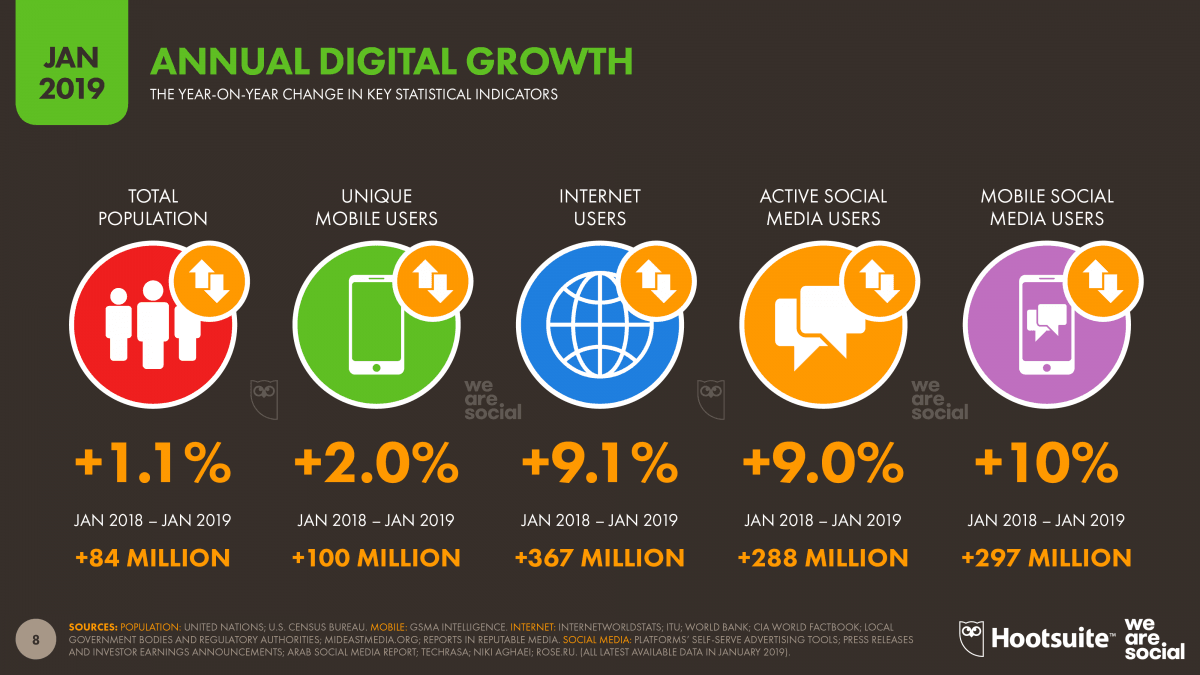 JAN
2019
ANNUAL DIGITAL GROWTH
THE YEAR-ON-YEAR CHANGE IN KEY STATISTICAL INDICATORS
TOTAL
POPULATION
UNIQUE
MOBILE USERS
INTERNET
USERS
ACTIVE SOCIAL
MEDIA USERS
MOBILE SOCIAL
MEDIA USERS
we
are
social
we
are
social
+1.1%
+2.0%
+9.1%
+9.0%
+10%
JAN 2018 – JAN 2019
JAN 2018 – JAN 2019
JAN 2018 – JAN 2019
JAN 2018 – JAN 2019
JAN 2018 – JAN 2019
+84 MILLION
+100 MILLION
+367 MILLION
+288 MILLION
+297 MILLION
8
SOURCES: POPULATION: UNITED NATIONS; U.S. CENSUS BUREAU. MOBILE: GSMA INTELLIGENCE. INTERNET: INTERNETWORLDSTATS; ITU; WORLD BANK; CIA WORLD FACTBOOK; LOCAL
GOVERNMENT BODIES AND REGULATORY AUTHORITIES; MIDEASTMEDIA.ORG; REPORTS IN REPUTABLE MEDIA. SOCIAL MEDIA: PLATFORMS' SELF-SERVE ADVERTISING TOOLS; PRESS RELEASES
AND INVESTOR EARNINGS ANNOUNCEMENTS; ARAB SOCIAL MEDIA REPORT; TECHRASA; NIKI AGHAEI; ROSE.RU. (ALL LATEST AVAILABLE DATA IN JANUARY 2019).
Hootsuite™
we
are
social